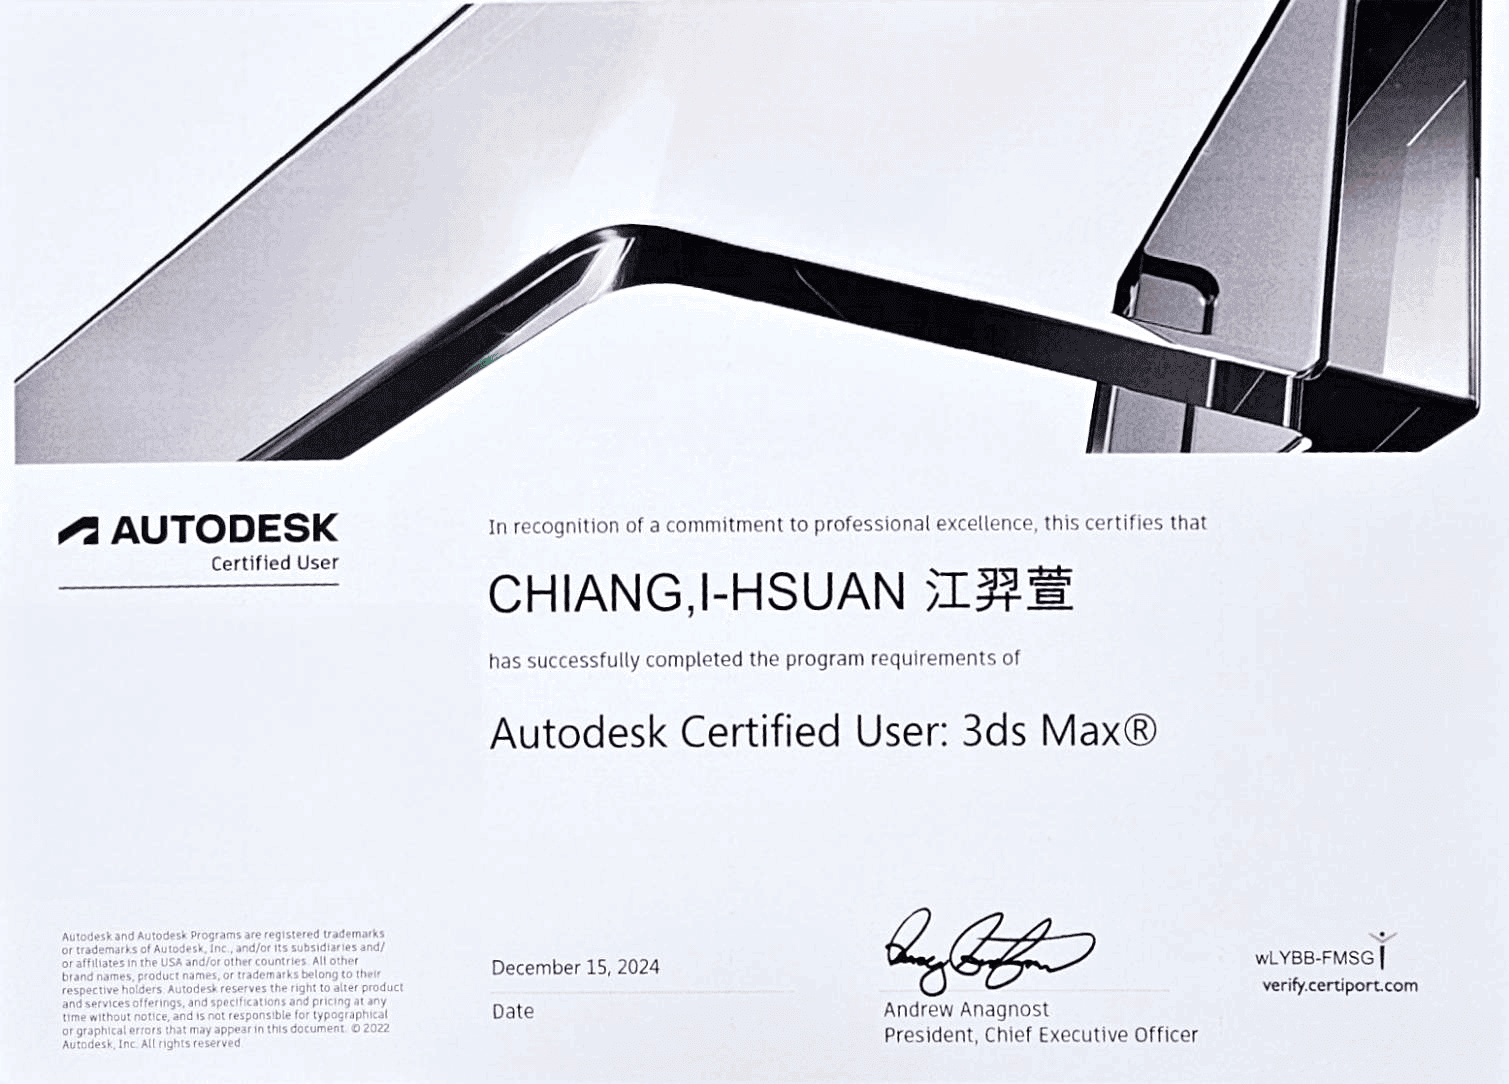 AUTODESK
Certified User
In recognition of a commitment to professional excellence, this certifies that
CHIANG,I-HSUAN 江羿萱
has successfully completed the program requirements of
Autodesk Certified User: 3ds Max®
Autodesk and Autodesk Programs are registered trademarks
or trademarks of Autodesk, Inc., and/or its subsidiaries and/
or affiliates in the USA and/or other countries. All other
brand names, product names, or trademarks belong to their
respective holders. Autodesk reserves the right to alter product
and services offerings, and specifications and pricing at any
time without notice, and is not responsible for typographical
or graphical errors that may appear in this document. © 2022
Autodesk, Inc. All rights reserved.
December 15, 2024
Date
Andrew Anagnost
President, Chief Executive Officer
wLYBB-FMSG
verify.certiport.com